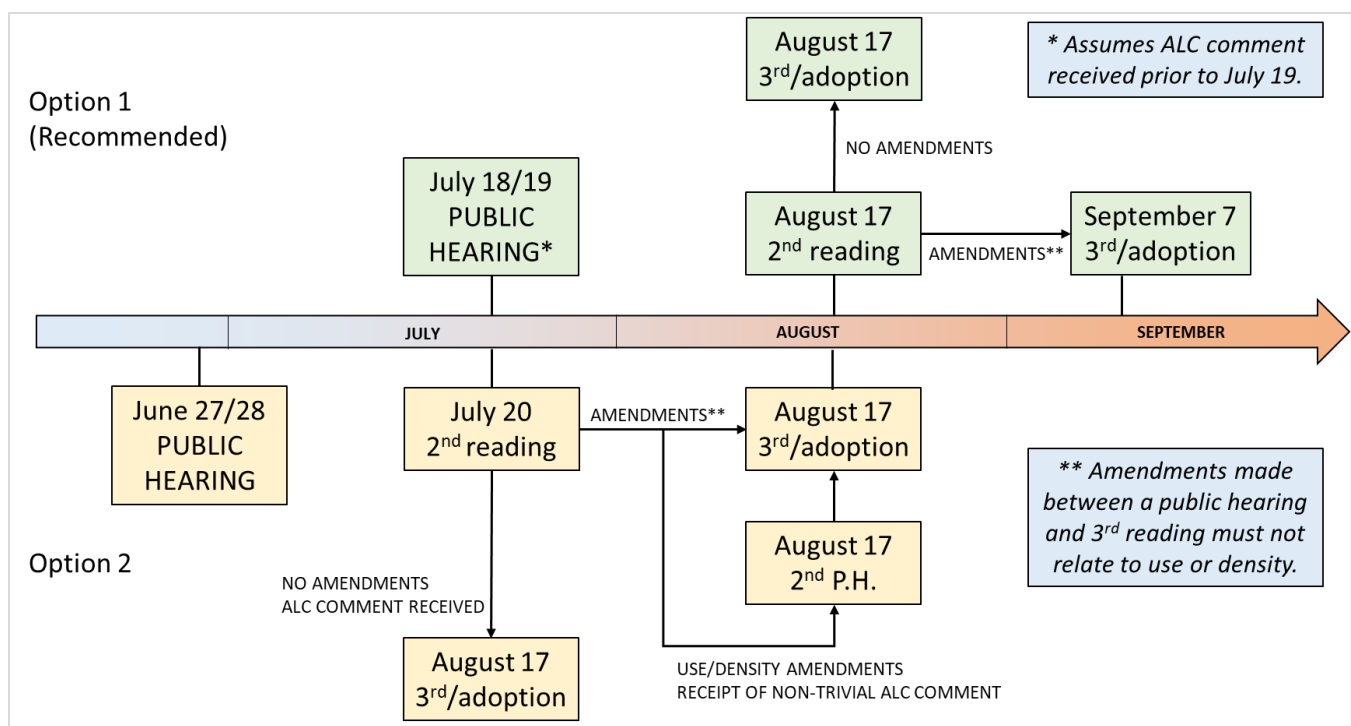 August 17
3rd/adoption
* Assumes ALC comment
received prior to July 19.
Option 1
(Recommended)
NO AMENDMENTS
July 18/19
PUBLIC
HEARING*
August 17
2nd reading
AMENDMENTS**
September 7
3rd/adoption
JULY
AUGUST
SEPTEMBER
June 27/28
PUBLIC
HEARING
July 20
2nd reading
AMENDMENTS**
August 17
3rd/adoption
** Amendments made
between a public hearing
and 3rd reading must not
relate to use or density.
Option 2
August 17
2nd P.H.
NO AMENDMENTS
ALC COMMENT RECEIVED
August 17
3rd/adoption
USE/DENSITY AMENDMENTS
RECEIPT OF NON-TRIVIAL ALC COMMENT